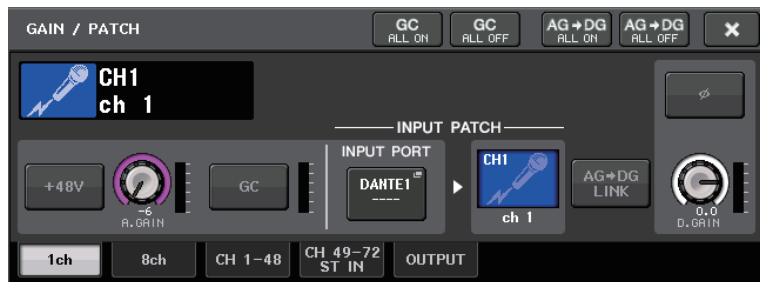 GAIN / PATCH
GC
ALL ON
GC
ALL OFF
AG→DG
ALL ON
AG→DG
ALL OFF
CH1
ch 1
INPUT PATCH
INPUT PORT
+48V
-6
A.GAIN
GC
DANTE1
----
CH1
ch 1
AG→DG
LINK
ø
0.0
D.GAIN
1ch
8ch
CH 1-48
CH 49-72
ST IN
OUTPUT